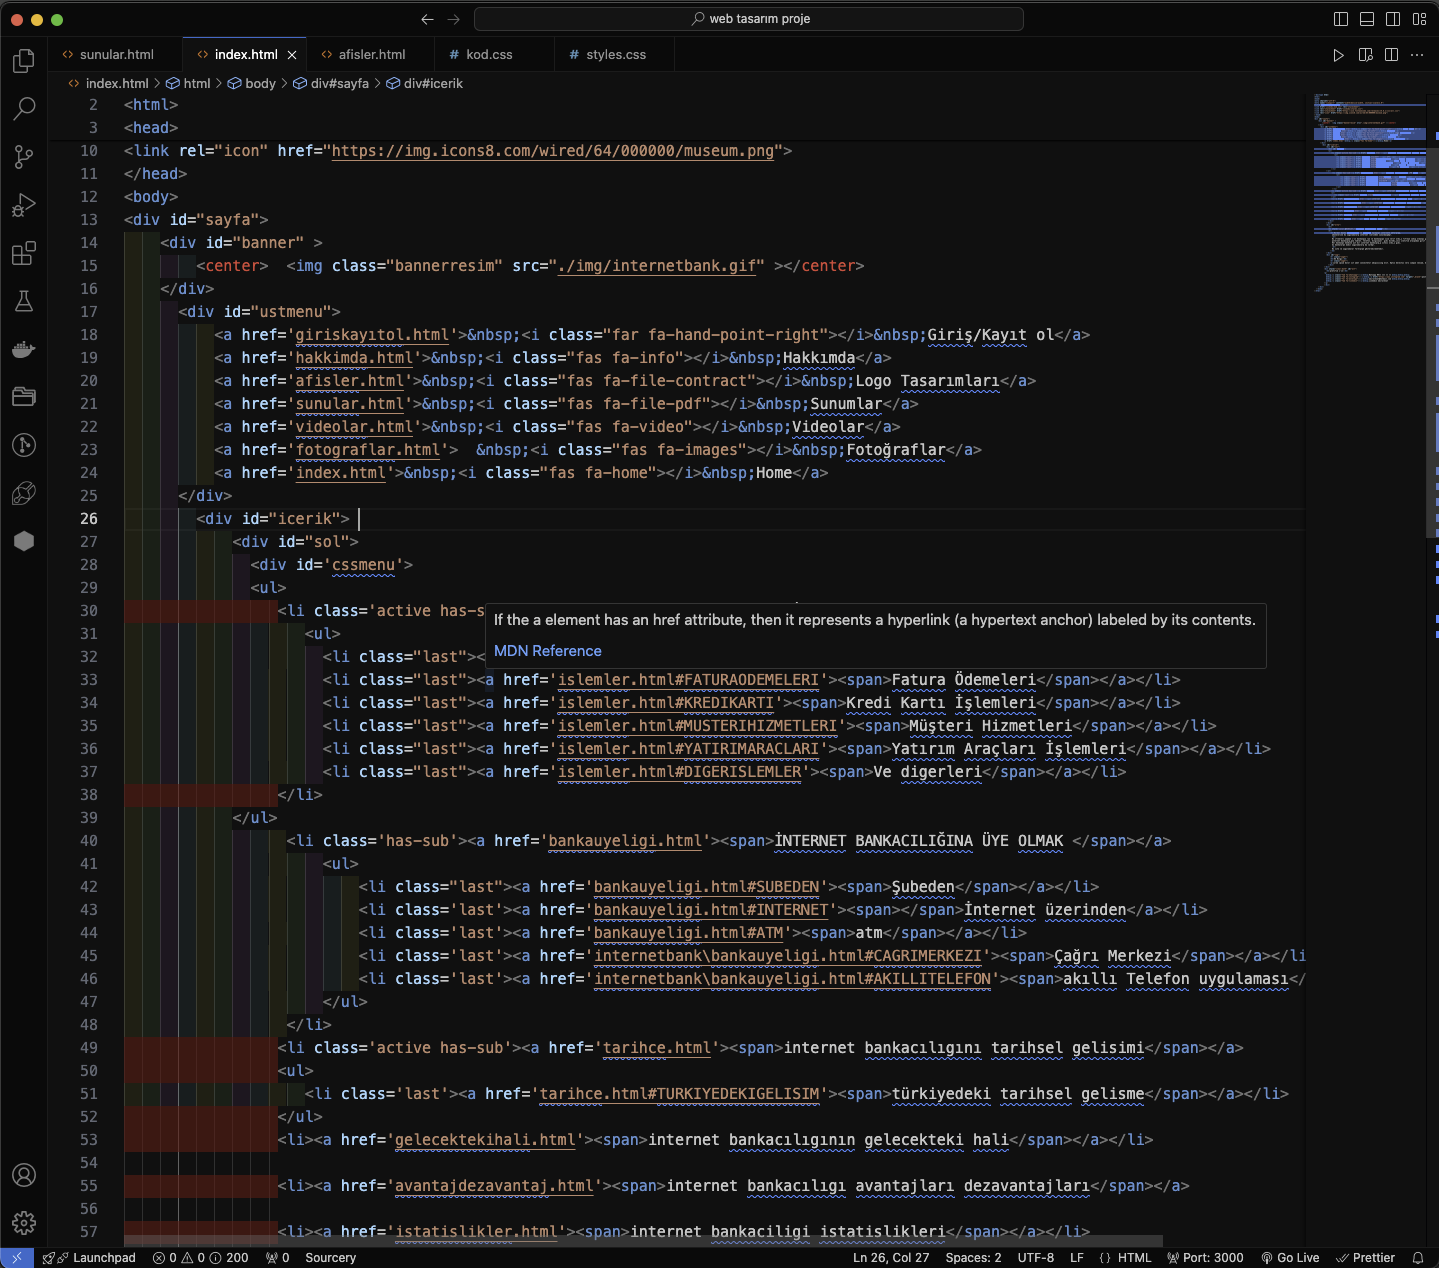 web tasarım proje
sunular.html
index.html
afisler.html
# kod.css
# styles.css
index.html > html > body > div#sayfa > div#icerik
2 <html>
3 <head>
10 <link rel="icon" href="https://img.icons8.com/wired/64/000000/museum.png">
11 </head>
12 <body>
13 <div id="sayfa">
14 <div id="banner" >
15 <center>  <img class="bannerresim" src="./img/internetbank.gif" ></center>
16 </div>
17 <div id="ustmenu">
18 <a href='giriskayıtol.html'>&nbsp;<i class="far fa-hand-point-right"></i>&nbsp;Giriş/Kayıt ol</a>
19 <a href='hakkimda.html'>&nbsp;<i class="fas fa-info"></i>&nbsp;Hakkımda</a>
20 <a href='afisler.html'>&nbsp;<i class="fas fa-file-contract"></i>&nbsp;Logo Tasarımları</a>
21 <a href='sunular.html'>&nbsp;<i class="fas fa-file-pdf"></i>&nbsp;Sunumlar</a>
22 <a href='videolar.html'>&nbsp;<i class="fas fa-video"></i>&nbsp;Videolar</a>
23 <a href='fotograflar.html'>  &nbsp;<i class="fas fa-images"></i>&nbsp;Fotoğraflar</a>
24 <a href='index.html'>&nbsp;<i class="fas fa-home"></i>&nbsp;Home</a>
25 </div>
26 <div id="icerik">
27 <div id="sol">
28 <div id='cssmenu'>
29 <ul>
30 <li class='active has-s
If the a element has an href attribute, then it represents a hyperlink (a hypertext anchor) labeled by its contents.
MDN Reference
31 <ul>
32 <li class="last"><
33 <li class="last"><a href='islemler.html#FATURAODEMELERI'><span>Fatura Ödemeleri</span></a></li>
34 <li class="last"><a href='islemler.html#KREDIKARTI'><span>Kredi Kartı İşlemleri</span></a></li>
35 <li class="last"><a href='islemler.html#MUSTERIHIZMETLERI'><span>Müşteri Hizmetleri</span></a></li>
36 <li class="last"><a href='islemler.html#YATIRIMARACLARI'><span>Yatırım Araçları İşlemleri</span></a></li>
37 <li class="last"><a href='islemler.html#DIGERISLEMLER'><span>Ve digerleri</span></a></li>
38 </li>
39 </ul>
40 <li class='has-sub'><a href='bankauyeligi.html'><span>İNTERNET BANKACILIĞINA ÜYE OLMAK </span></a>
41 <ul>
42 <li class="last"><a href='bankauyeligi.html#SUBEDEN'><span>Şubeden</span></a></li>
43 <li class='last'><a href='bankauyeligi.html#INTERNET'><span></span>İnternet üzerinden</a></li>
44 <li class='last'><a href='bankauyeligi.html#ATM'><span>atm</span></a></li>
45 <li class='last'><a href='internetbank\bankauyeligi.html#CAGRIMERKEZI'><span>Çağrı Merkezi</span></a></li
46 <li class='last'><a href='internetbank\bankauyeligi.html#AKILLITELEFON'><span>akıllı Telefon uygulaması</
47 </ul>
48 </li>
49 <li class='active has-sub'><a href='tarihce.html'><span>internet bankacılıgını tarihsel gelisimi</span></a>
50 <ul>
51 <li class='last'><a href='tarihce.html#TURKIYEDEKIGELISIM'><span>türkiyedeki tarihsel gelisme</span></a></li>
52 </ul>
53 <li><a href='gelecektekihali.html'><span>internet bankacılıgının gelecekteki hali</span></a></li>
54
55 <li><a href='avantajdezavantaj.html'><span>internet bankacılıgı avantajları dezavantajları</span></a>
56
57 <li><a href='istatislikler.html'><span>internet bankaciligi istatislikleri</span></a></li>
Launchpad 0 0 200 0 Sourcery Ln 26, Col 27 Spaces: 2 UTF-8 LF {} HTML Port: 3000 Go Live Prettier